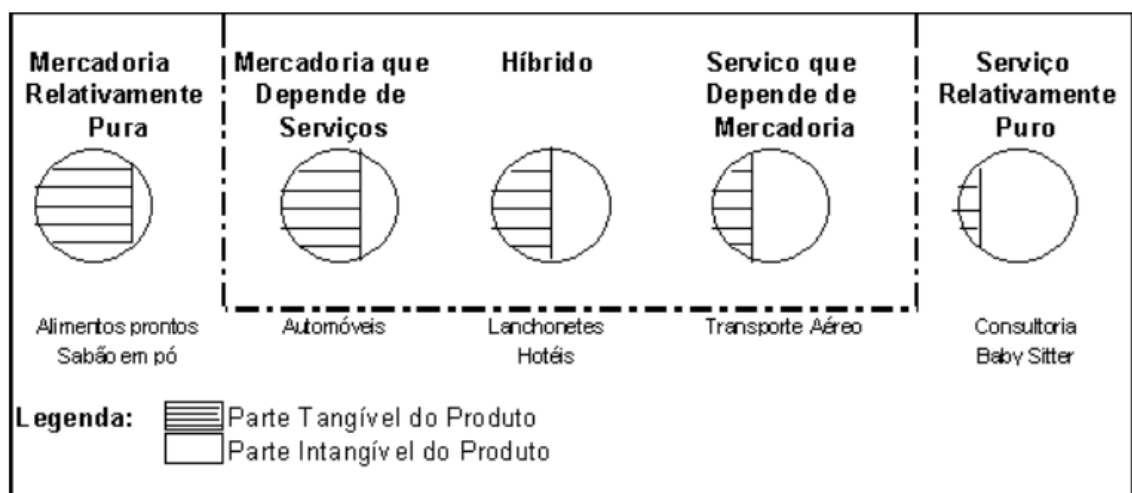 Mercadoria
Relativamente
Pura
Mercadoria que
Depende de
Serviços
Híbrido
Servico que
Depende de
Mercadoria
Serviço
Relativamente
Puro
Alimentos prontos
Sabão em pó
Automóveis
Lanchonetes
Hotéis
Transporte Aéreo
Consultoria
Baby Sitter
Legenda:
Parte Tangível do Produto
Parte Intangível do Produto